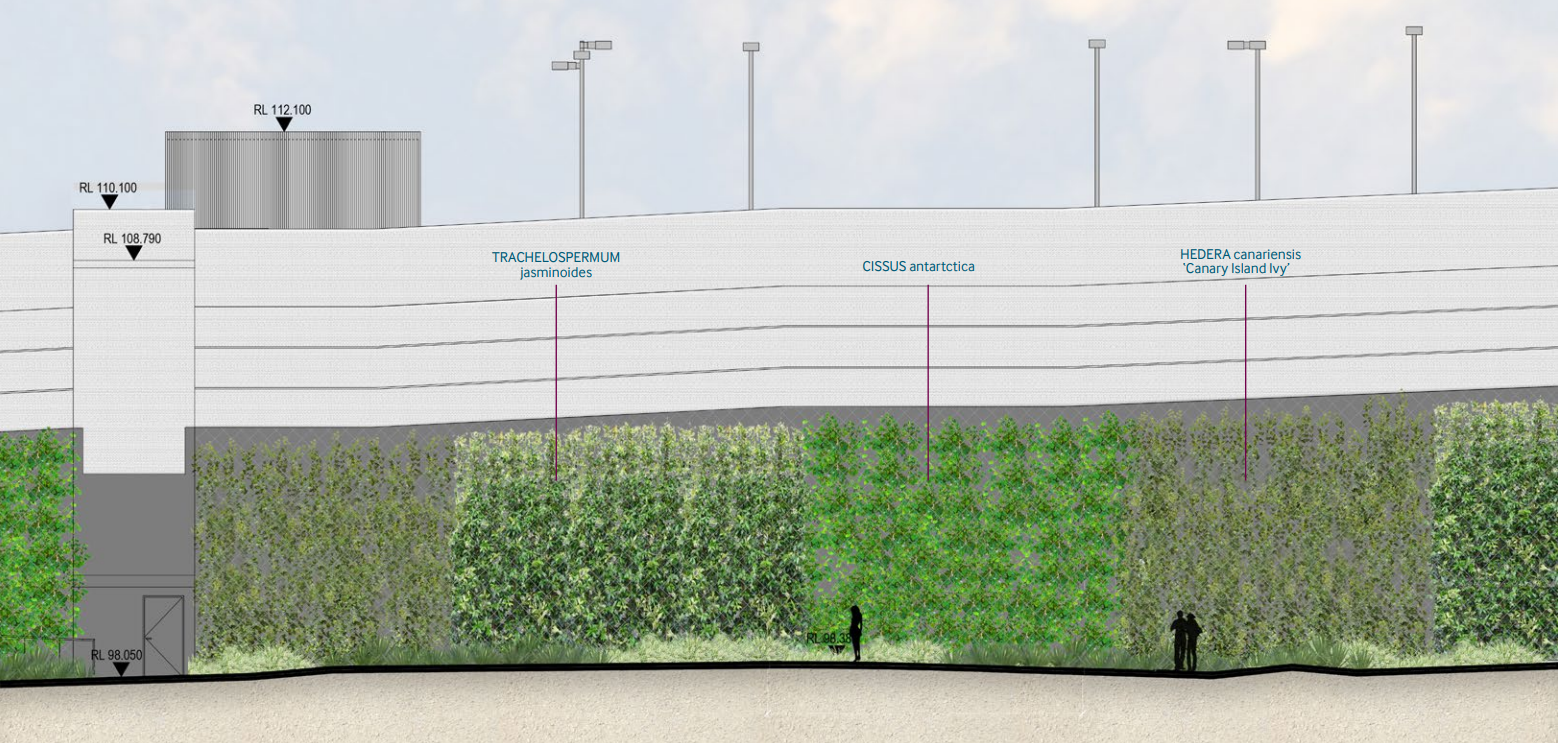 RL 112.100
RL 110.100
RL 108.790
TRACHELOSPERMUM
jasminoides
CISSUS antartctica
HEDERA canariensis
'Canary Island Ivy'
RL 98.050
RL